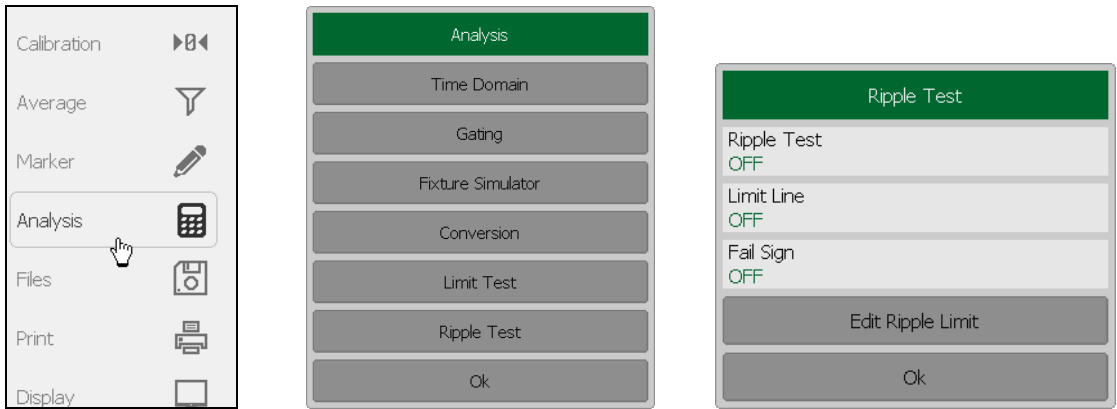 Calibration
Average
Marker
Analysis
Files
Print
Display
Analysis
Time Domain
Gating
Fixture Simulator
Conversion
Limit Test
Ripple Test
Ok
Ripple Test
Ripple Test
OFF
Limit Line
OFF
Fail Sign
OFF
Edit Ripple Limit
Ok